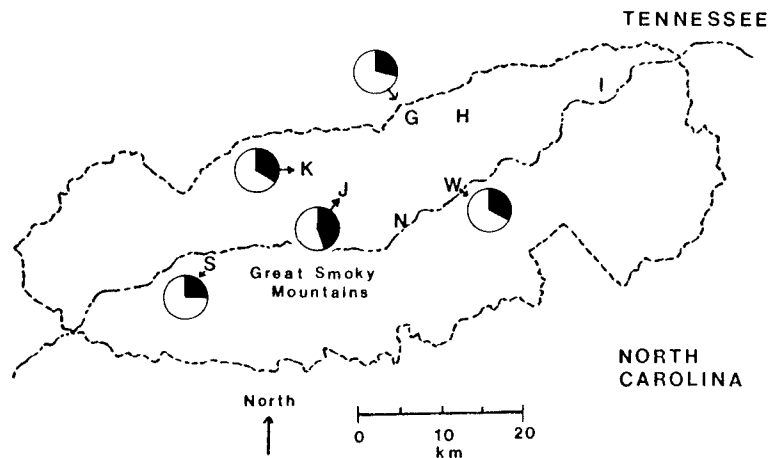 TENNESSEE
I
G
H
K
J
W
N
S
Great Smoky
Mountains
NORTH
CAROLINA
North
0
10
20
km